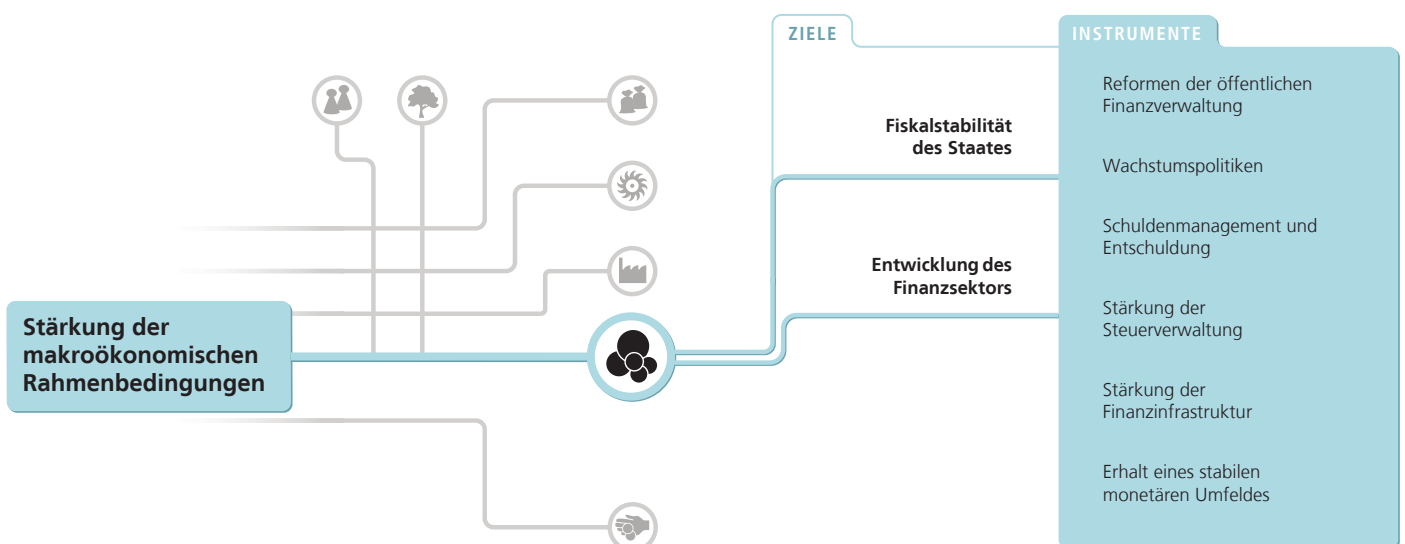 ZIELE
INSTRUMENTE
Stärkung der
makroökonomischen
Rahmenbedingungen
Fiskalstabilität
des Staates
Entwicklung des
Finanzsektors
Reformen der öffentlichen
Finanzverwaltung
Wachstumspolitiken
Schuldenmanagement und
Entschuldung
Stärkung der
Steuerverwaltung
Stärkung der
Finanzinfrastruktur
Erhalt eines stabilen
monetären Umfeldes